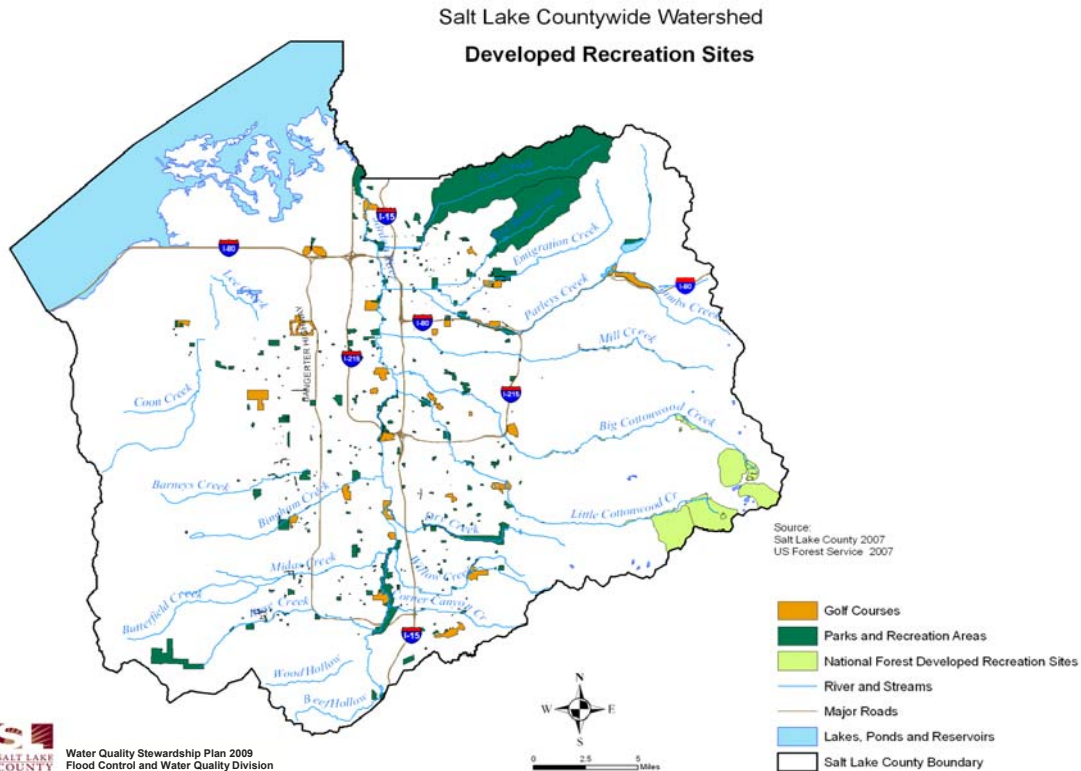 Salt Lake Countywide Watershed
Developed Recreation Sites
I-15
I-80
Emigration Creek
I-80
Lee Creek
Parleys Creek
I-80
Mill Creek
BANGERTER HIGHWAY
I-215
I-215
Coon Creek
Big Cottonwood Creek
Barneys Creek
Bingham Creek
Little Cottonwood Cr
Dry Creek
Source:
Salt Lake County 2007
US Forest Service 2007
Midas Creek
Willow Creek
Butterfield Creek
Corner Canyon Cr
I-15
Wood Hollow
Beef Hollow
Golf Courses
Parks and Recreation Areas
National Forest Developed Recreation Sites
River and Streams
Major Roads
Lakes, Ponds and Reservoirs
Salt Lake County Boundary
N
W E
S
0 2.5 5
Miles
SALT LAKE
COUNTY
Water Quality Stewardship Plan 2009
Flood Control and Water Quality Division